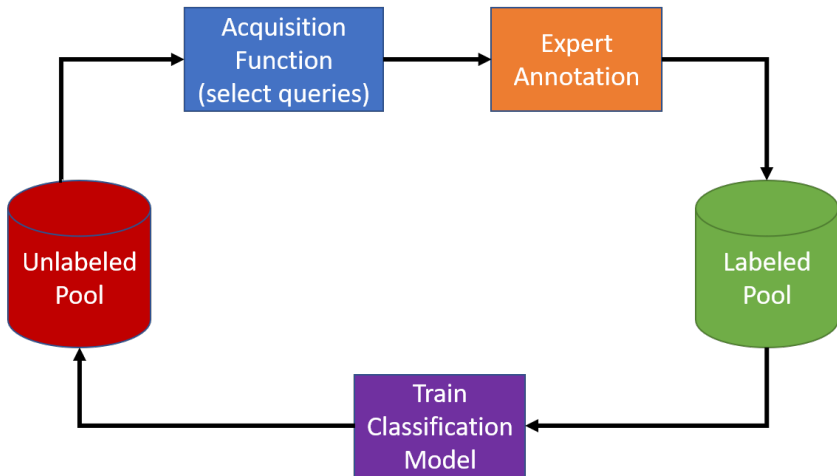 Acquisition
Function
(select queries)
Expert
Annotation
Unlabeled
Pool
Labeled
Pool
Train
Classification
Model